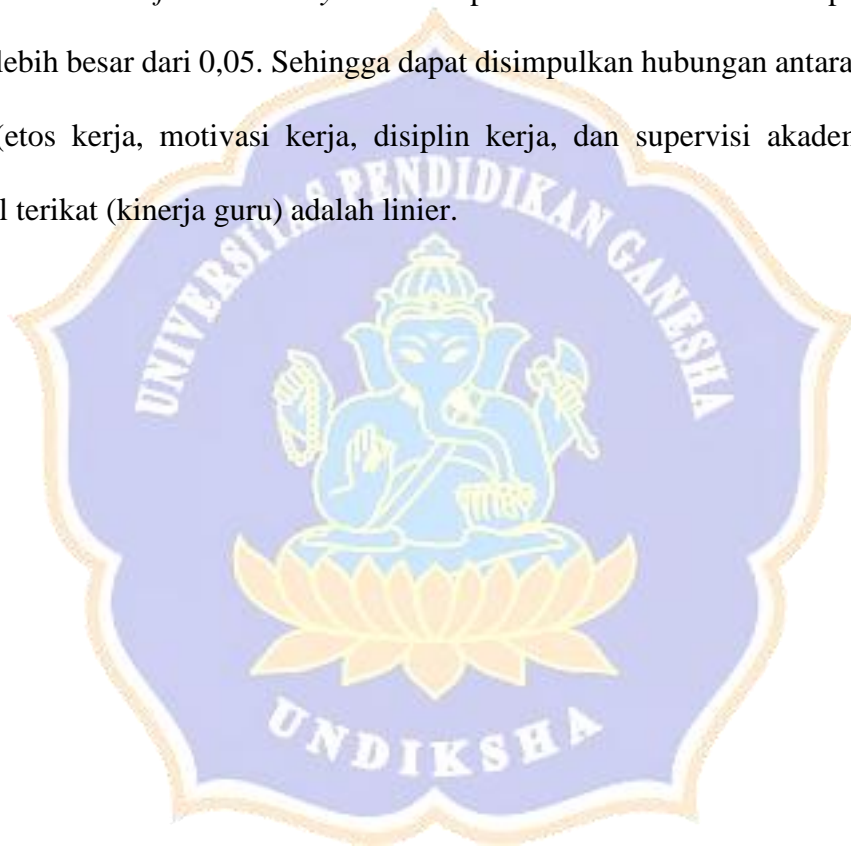 lebih besar dari 0,05. Sehingga dapat disimpulkan hubungan antara
(etos kerja, motivasi kerja, disiplin kerja, dan supervisi
l terikat (kinerja guru) adalah linier.
UNIVERSITAS PENDIDIKAN GANESHA
UNDIKSHA